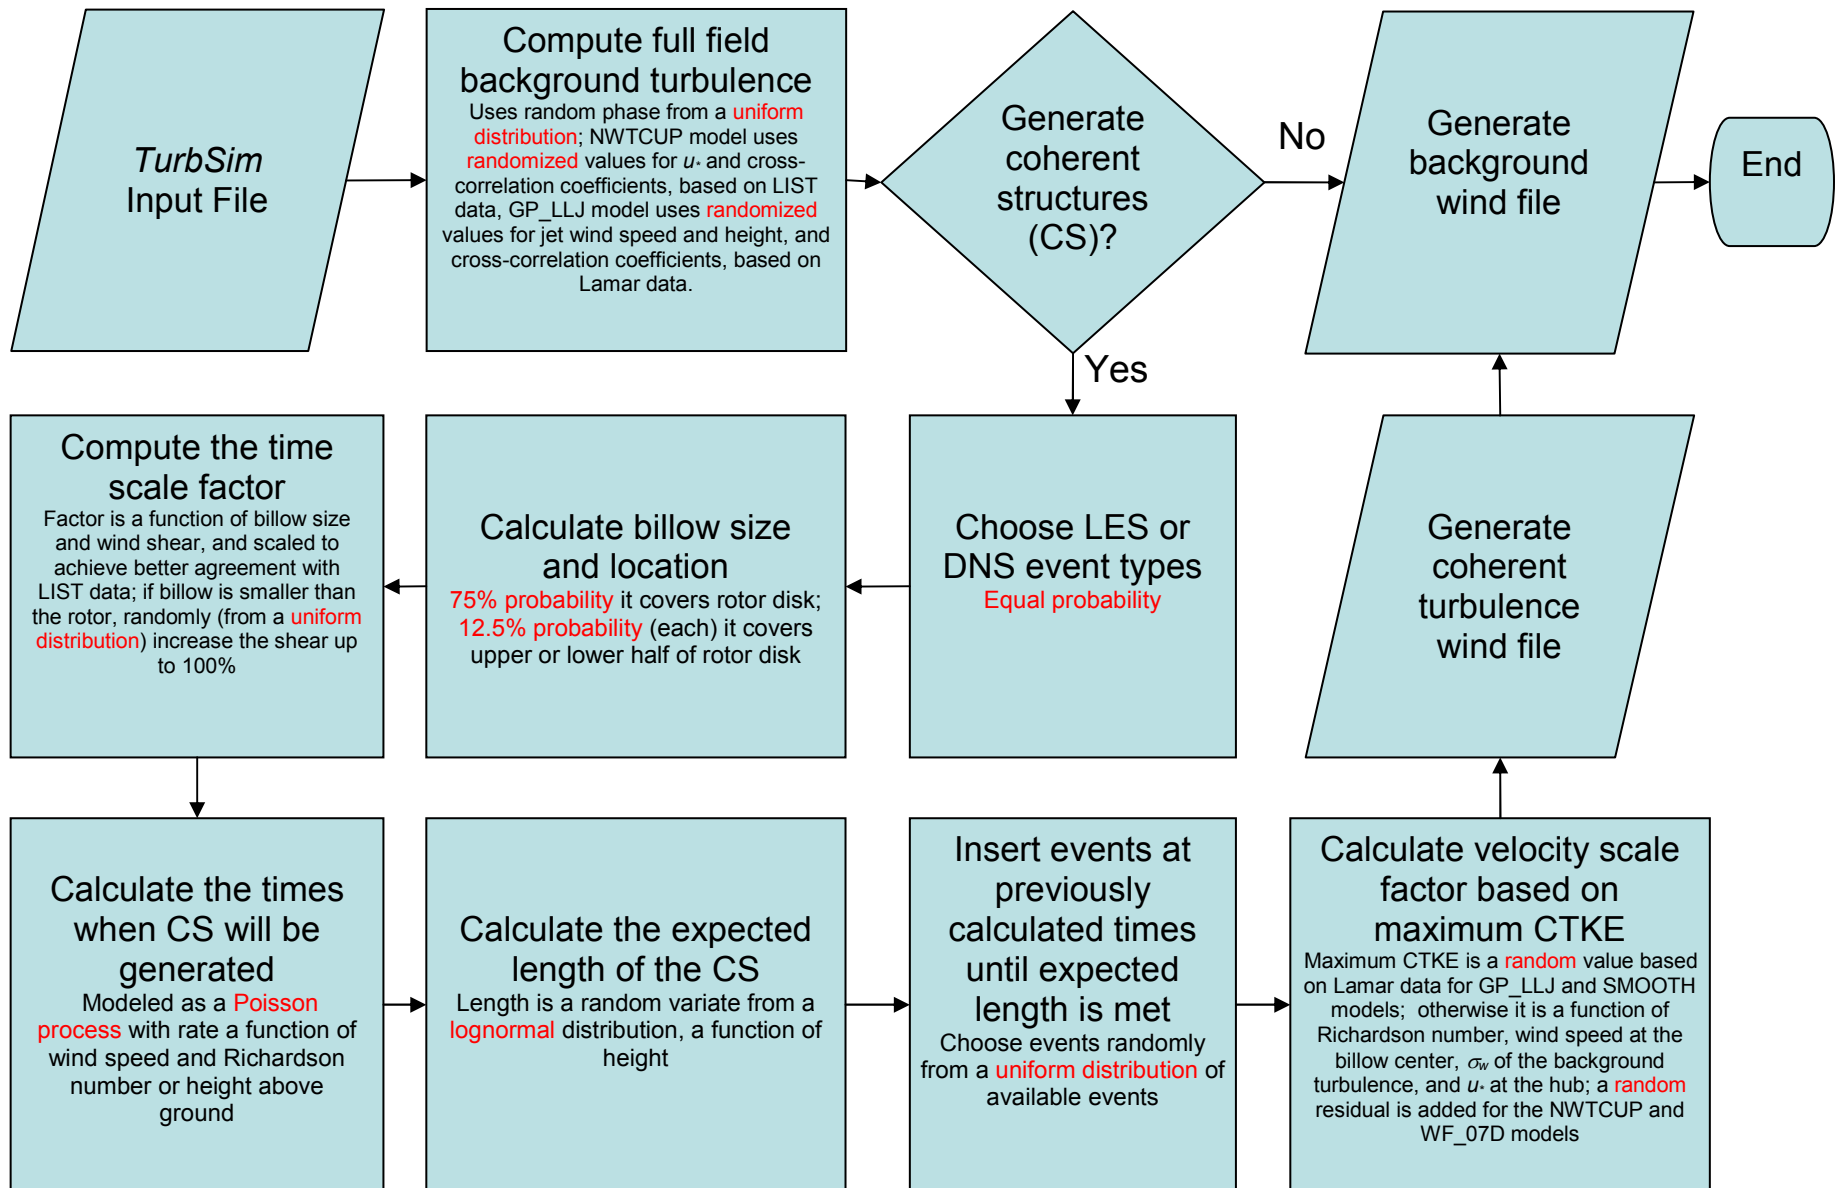 TurbSim
Input File
Compute full field
background turbulence
Uses random phase from a uniform
distribution; NWTCUP model uses
randomized values for u* and cross-
correlation coefficients, based on LIST
data, GP_LLJ model uses randomized
values for jet wind speed and height, and
cross-correlation coefficients, based on
Lamar data.
Generate
coherent
structures
(CS)?
No
Generate
background
wind file
End
Yes
Compute the time
scale factor
Factor is a function of billow size
and wind shear, and scaled to
achieve better agreement with
LIST data; if billow is smaller than
the rotor, randomly (from a uniform
distribution) increase the shear up
to 100%
Calculate billow size
and location
75% probability it covers rotor disk;
12.5% probability (each) it covers
upper or lower half of rotor disk
Choose LES or
DNS event types
Equal probability
Generate
coherent
turbulence
wind file
Calculate the times
when CS will be
generated
Modeled as a Poisson
process with rate a function of
wind speed and Richardson
number or height above
ground
Calculate the expected
length of the CS
Length is a random variate from a
lognormal distribution, a function of
height
Insert events at
previously
calculated times
until expected
length is met
Choose events randomly
from a uniform distribution of
available events
Calculate velocity scale
factor based on
maximum CTKE
Maximum CTKE is a random value based
on Lamar data for GP_LLJ and SMOOTH
models;  otherwise it is a function of
Richardson number, wind speed at the
billow center, σw of the background
turbulence, and u* at the hub; a random
residual is added for the NWTCUP and
WF_07D models